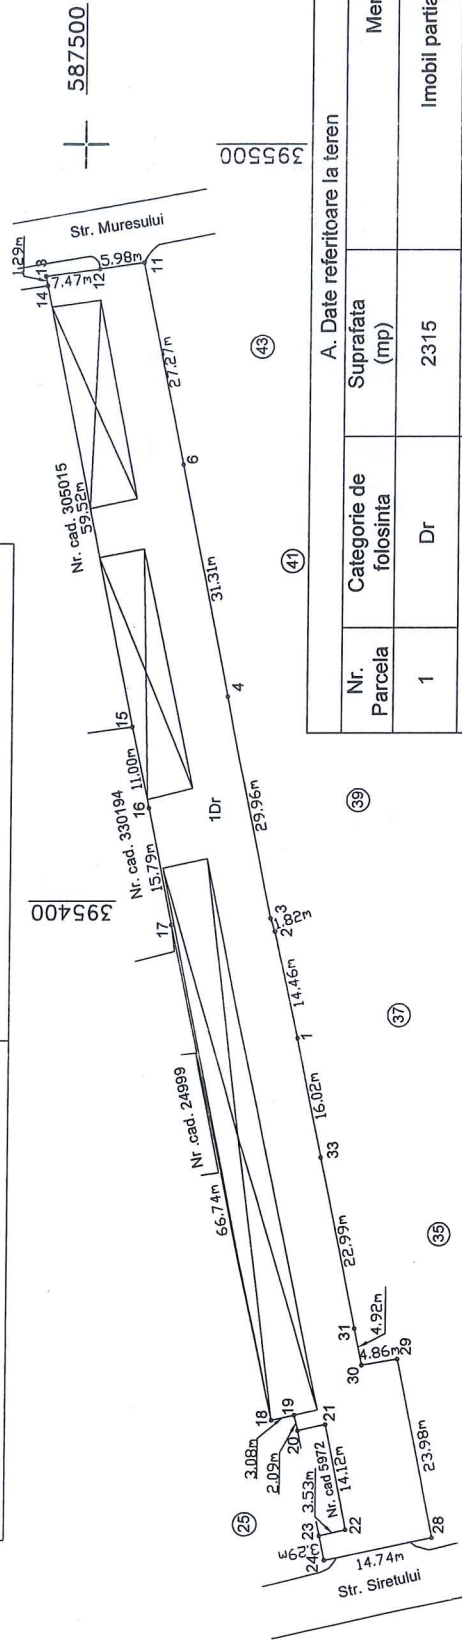 587500
395500
395400
Str. Muresului
1.29m
13
14
7.47m
12
5.98m
11
27.27m
43
6
Nr. cad. 305015
59.52m
31.31m
41
15
4
11.00m
16
Nr. cad. 330194
15.79m
1Dr
39
29.96m
17
3
1.82m
2
14.46m
37
1
Nr .cad. 24999
66.74m
16.02m
33
35
22.99m
31
4.92m
30
4.86m
29
18
19
3.08m
20
2.09m
21
14.12m
Nr. cad 5972
25
3.53m
23
22
24
3.29m
14.74m
23.98m
28
Str. Siretului
A. Date referitoare la teren
Nr. Parcela
Categorie de folosinta
Suprafata (mp)
Men
1
Dr
2315
Imobil partia